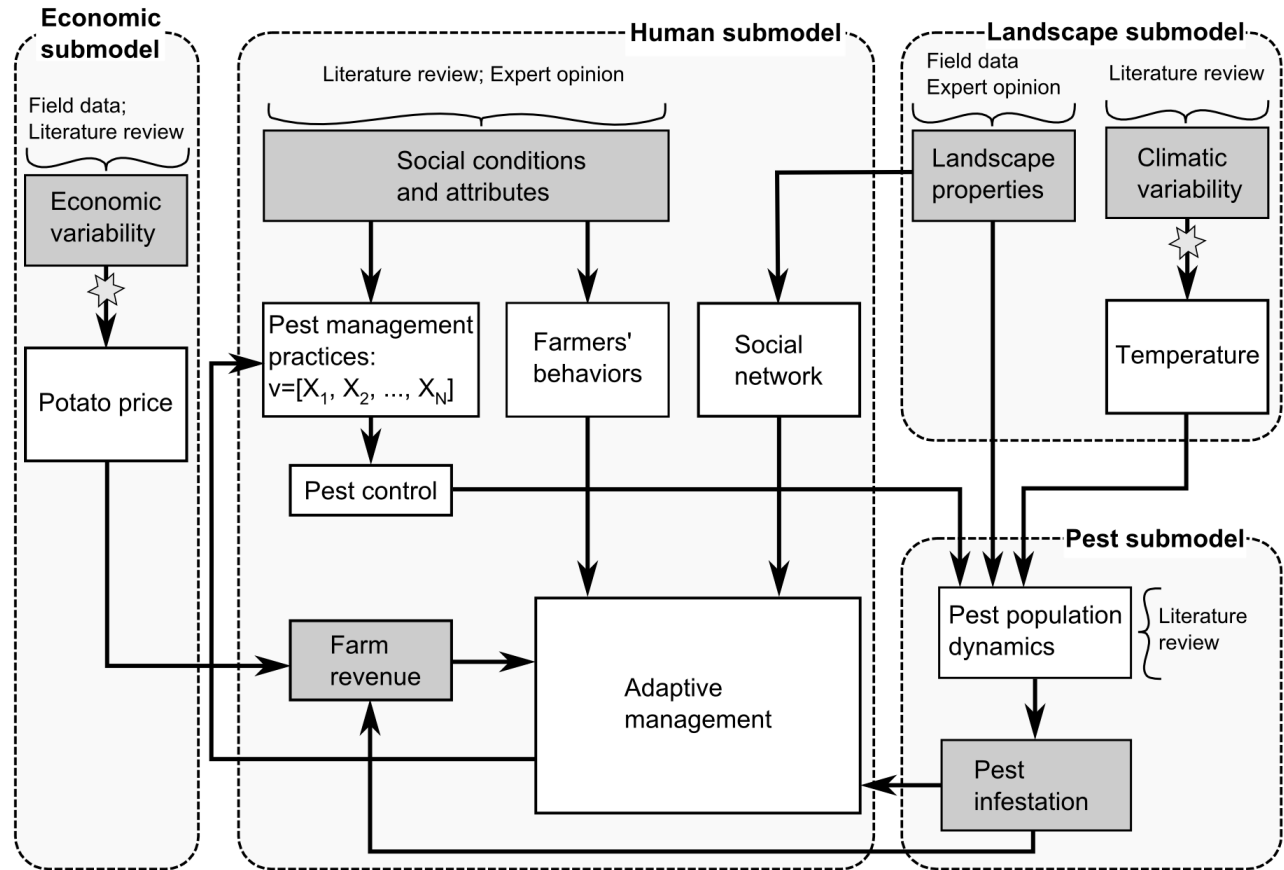 Economic
submodel
Field data;
Literature review
Economic
variability
Potato price
Human submodel
Literature review; Expert opinion
Social conditions
and attributes
Pest management
practices:
v=[X1, X2, ..., XN]
Farmers'
behaviors
Social
network
Pest control
Farm
revenue
Adaptive
management
Landscape submodel
Field data
Expert opinion
Literature review
Landscape
properties
Climatic
variability
Temperature
Pest submodel
Pest population
dynamics
Literature
review
Pest
infestation